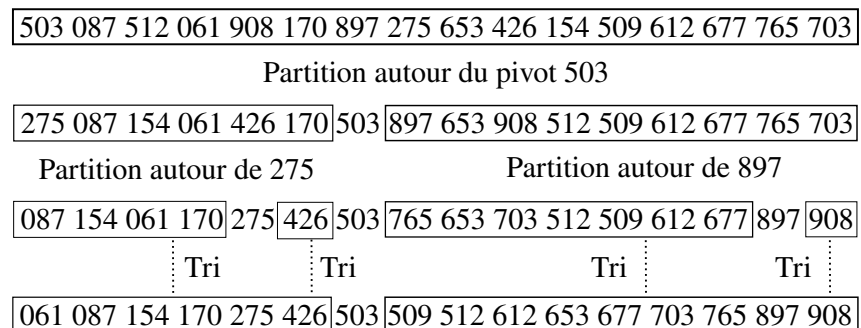 503 087 512 061 908 170 897 275 653 426 154 509 612 677 765 703
Partition autour du pivot 503
275 087 154 061 426 170 503 897 653 908 512 509 612 677 765 703
Partition autour de 275 Partition autour de 897
087 154 061 170 275 426 503 765 653 703 512 509 612 677 897 908
Tri Tri Tri Tri
061 087 154 170 275 426 503 509 512 612 653 677 703 765 897 908